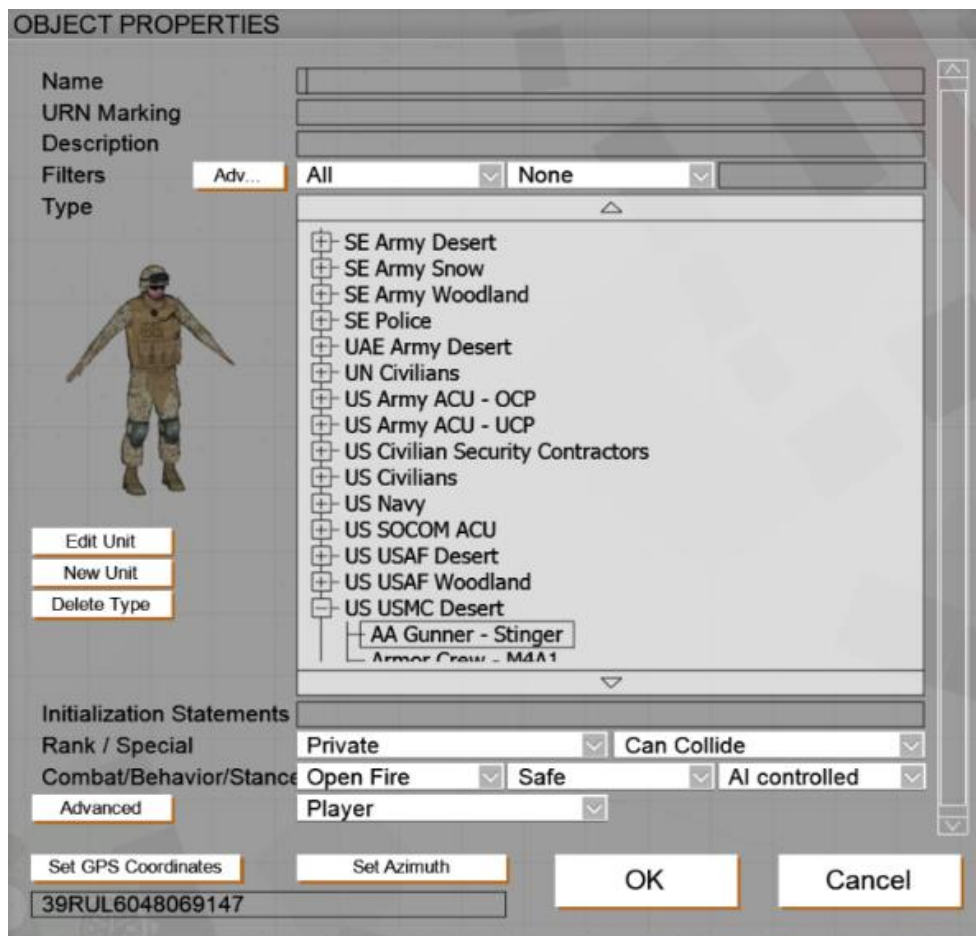 OBJECT PROPERTIES
Name
URN Marking
Description
Filters Adv... All None
Type
SE Army Desert
SE Army Snow
SE Army Woodland
SE Police
UAE Army Desert
UN Civilians
US Army ACU - OCP
US Army ACU - UCP
US Civilian Security Contractors
US Civilians
US Navy
US SOCOM ACU
US USAF Desert
US USAF Woodland
US USMC Desert
AA Gunner - Stinger
Armor Crew - M4A1
Edit Unit
New Unit
Delete Type
Initialization Statements
Rank / Special Private Can Collide
Combat/Behavior/Stance Open Fire Safe AI controlled
Advanced Player
Set GPS Coordinates Set Azimuth OK Cancel
39RUL6048069147